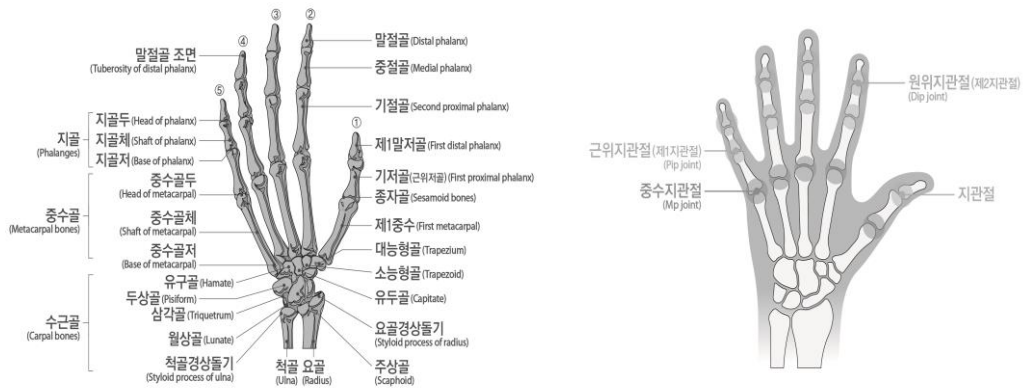 ③
②
④
말절골 조면
(Tuberosity of distal phalanx)
⑤
지골
(Phalanges)
지골두 (Head of phalanx)
지골체 (Shaft of phalanx)
지골저 (Base of phalanx)
중수골
(Metacarpal bones)
중수골두
(Head of metacarpal)
중수골체
(Shaft of metacarpal)
중수골저
(Base of metacarpal)
수근골
(Carpal bones)
유구골 (Hamate)
두상골 (Pisiform)
삼각골 (Triquetrum)
월상골 (Lunate)
척골경상돌기
(Styloid process of ulna)
척골
(Ulna)
요골
(Radius)
말절골 (Distal phalanx)
중절골 (Medial phalanx)
기절골 (Second proximal phalanx)
①
제1말저골 (First distal phalanx)
기저골(근위저골) (First proximal phalanx)
종자골 (Sesamoid bones)
제1중수 (First metacarpal)
대능형골 (Trapezium)
소능형골 (Trapezoid)
유두골 (Capitate)
요골경상돌기
(Styloid process of radius)
주상골
(Scaphoid)
원위지관절 (제2지관절)
(Dip joint)
근위지관절 (제1지관절)
(Pip joint)
중수지관절
(Mp joint)
지관절